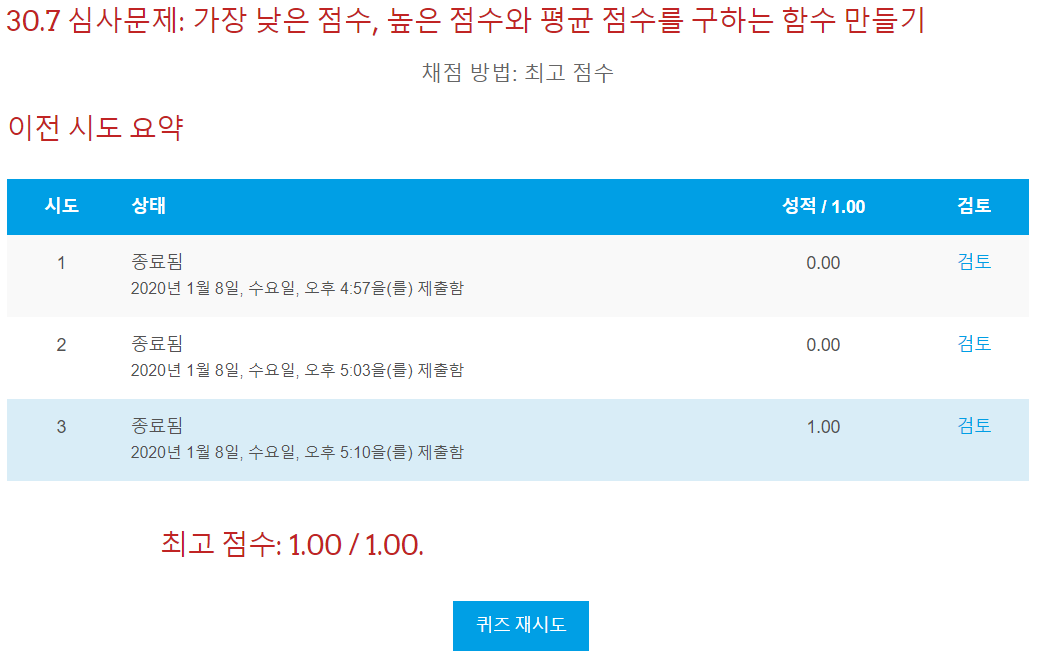 30.7 심사문제: 가장 낮은 점수, 높은 점수와 평균 점수를 구하는 함수 만들기
채점 방법: 최고 점수
이전 시도 요약
시도 상태 성적 / 1.00 검토
1 종료됨 0.00 검토
2020년 1월 8일, 수요일, 오후 4:57을(를) 제출함
2 종료됨 0.00 검토
2020년 1월 8일, 수요일, 오후 5:03을(를) 제출함
3 종료됨 1.00 검토
2020년 1월 8일, 수요일, 오후 5:10을(를) 제출함
최고 점수: 1.00 / 1.00.
퀴즈 재시도